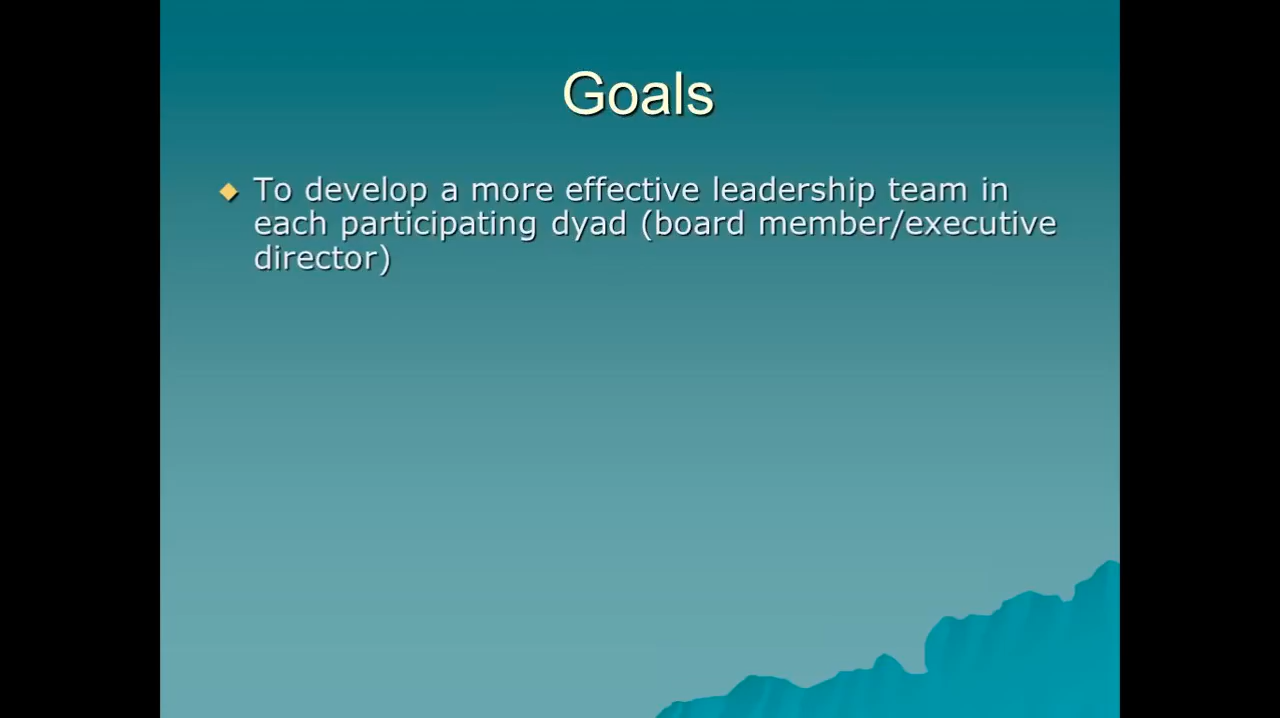 Goals
To develop a more effective leadership team in
each participating dyad (board member/executive
director)